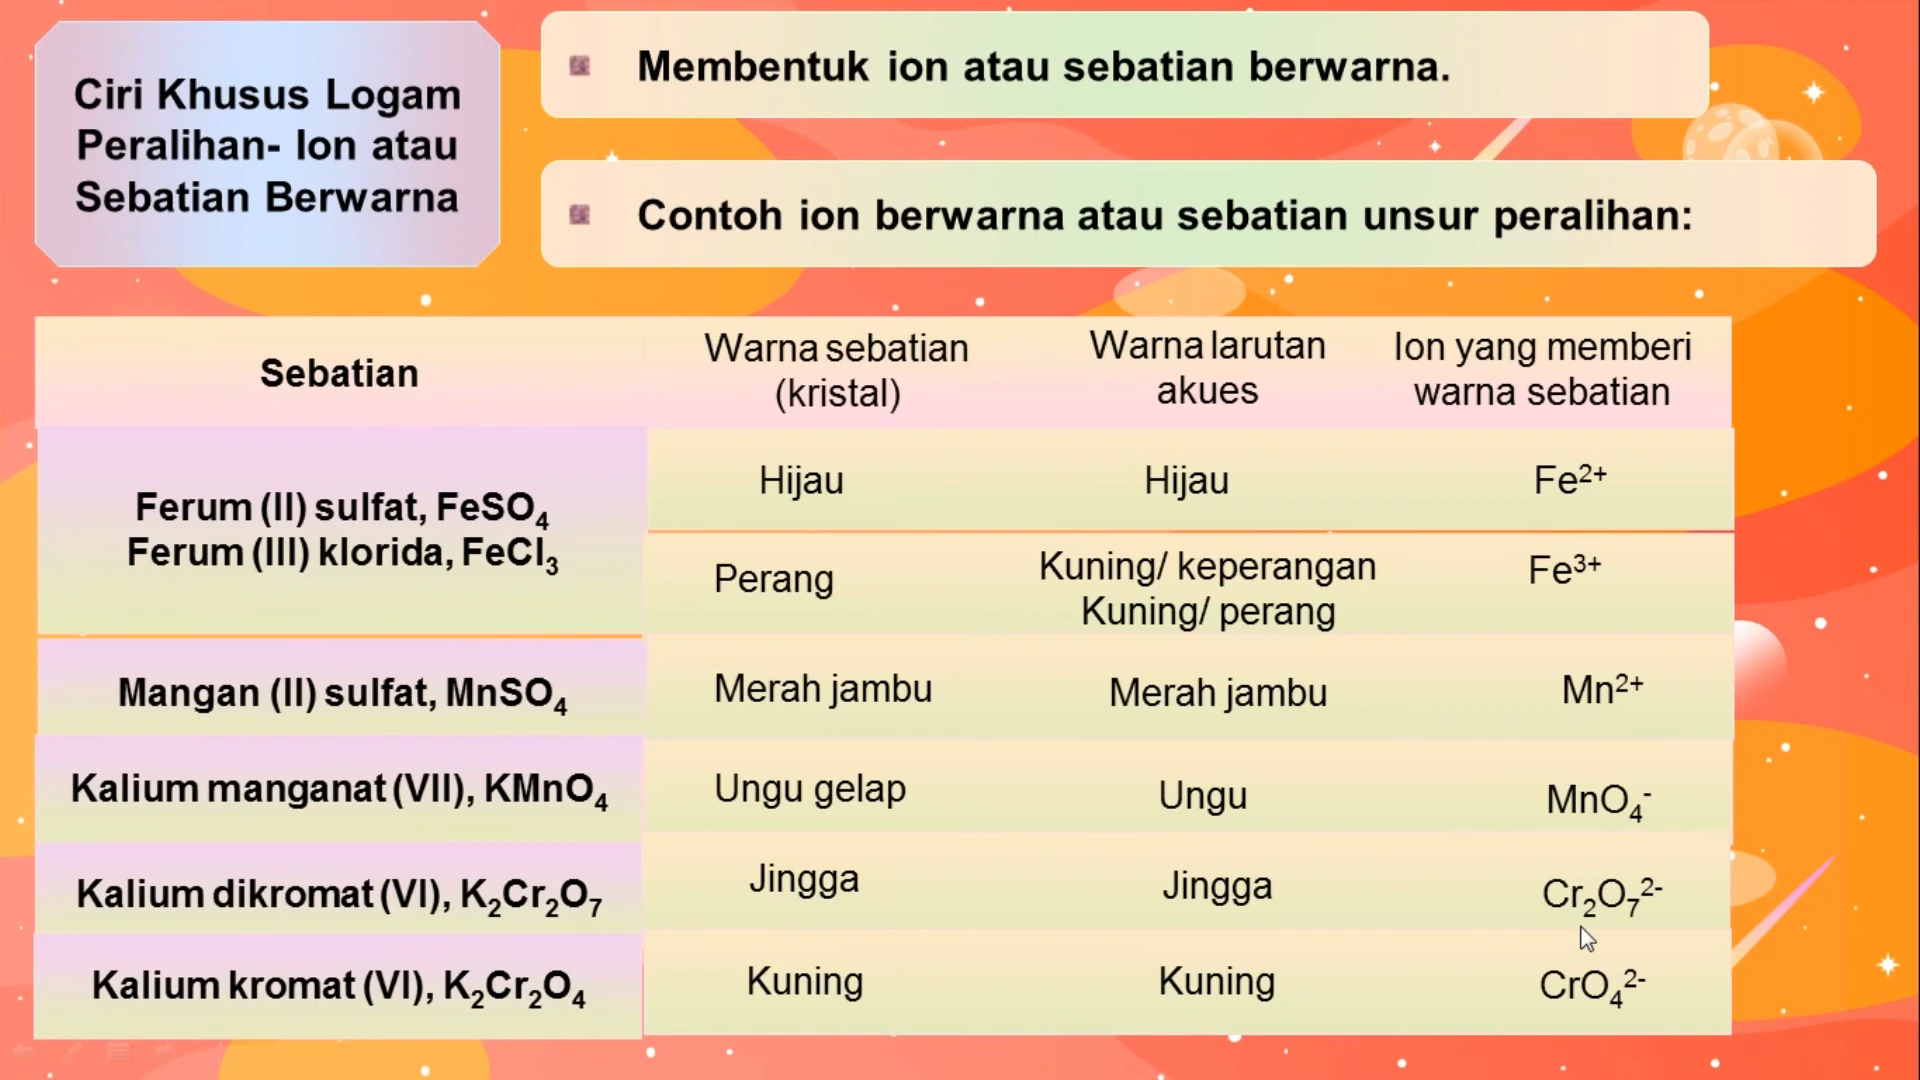 Ciri Khusus Logam
Peralihan- Ion atau
Sebatian Berwarna
Membentuk ion atau sebatian berwarna.
Contoh ion berwarna atau sebatian unsur peralihan:
Sebatian
Warna sebatian
(kristal)
Warna larutan
akues
Ion yang memberi
warna sebatian
Ferum (II) sulfat, FeSO₄
Ferum (III) klorida, FeCl₃
Hijau
Hijau
Fe²⁺
Perang
Kuning/ keperangan
Kuning/ perang
Fe³⁺
Mangan (II) sulfat, MnSO₄
Merah jambu
Merah jambu
Mn²⁺
Kalium manganat (VII), KMnO₄
Ungu gelap
Ungu
MnO₄⁻
Kalium dikromat (VI), K₂Cr₂O₇
Jingga
Jingga
Cr₂O₇²⁻
Kalium kromat (VI), K₂Cr₂O₄
Kuning
Kuning
CrO₄²⁻